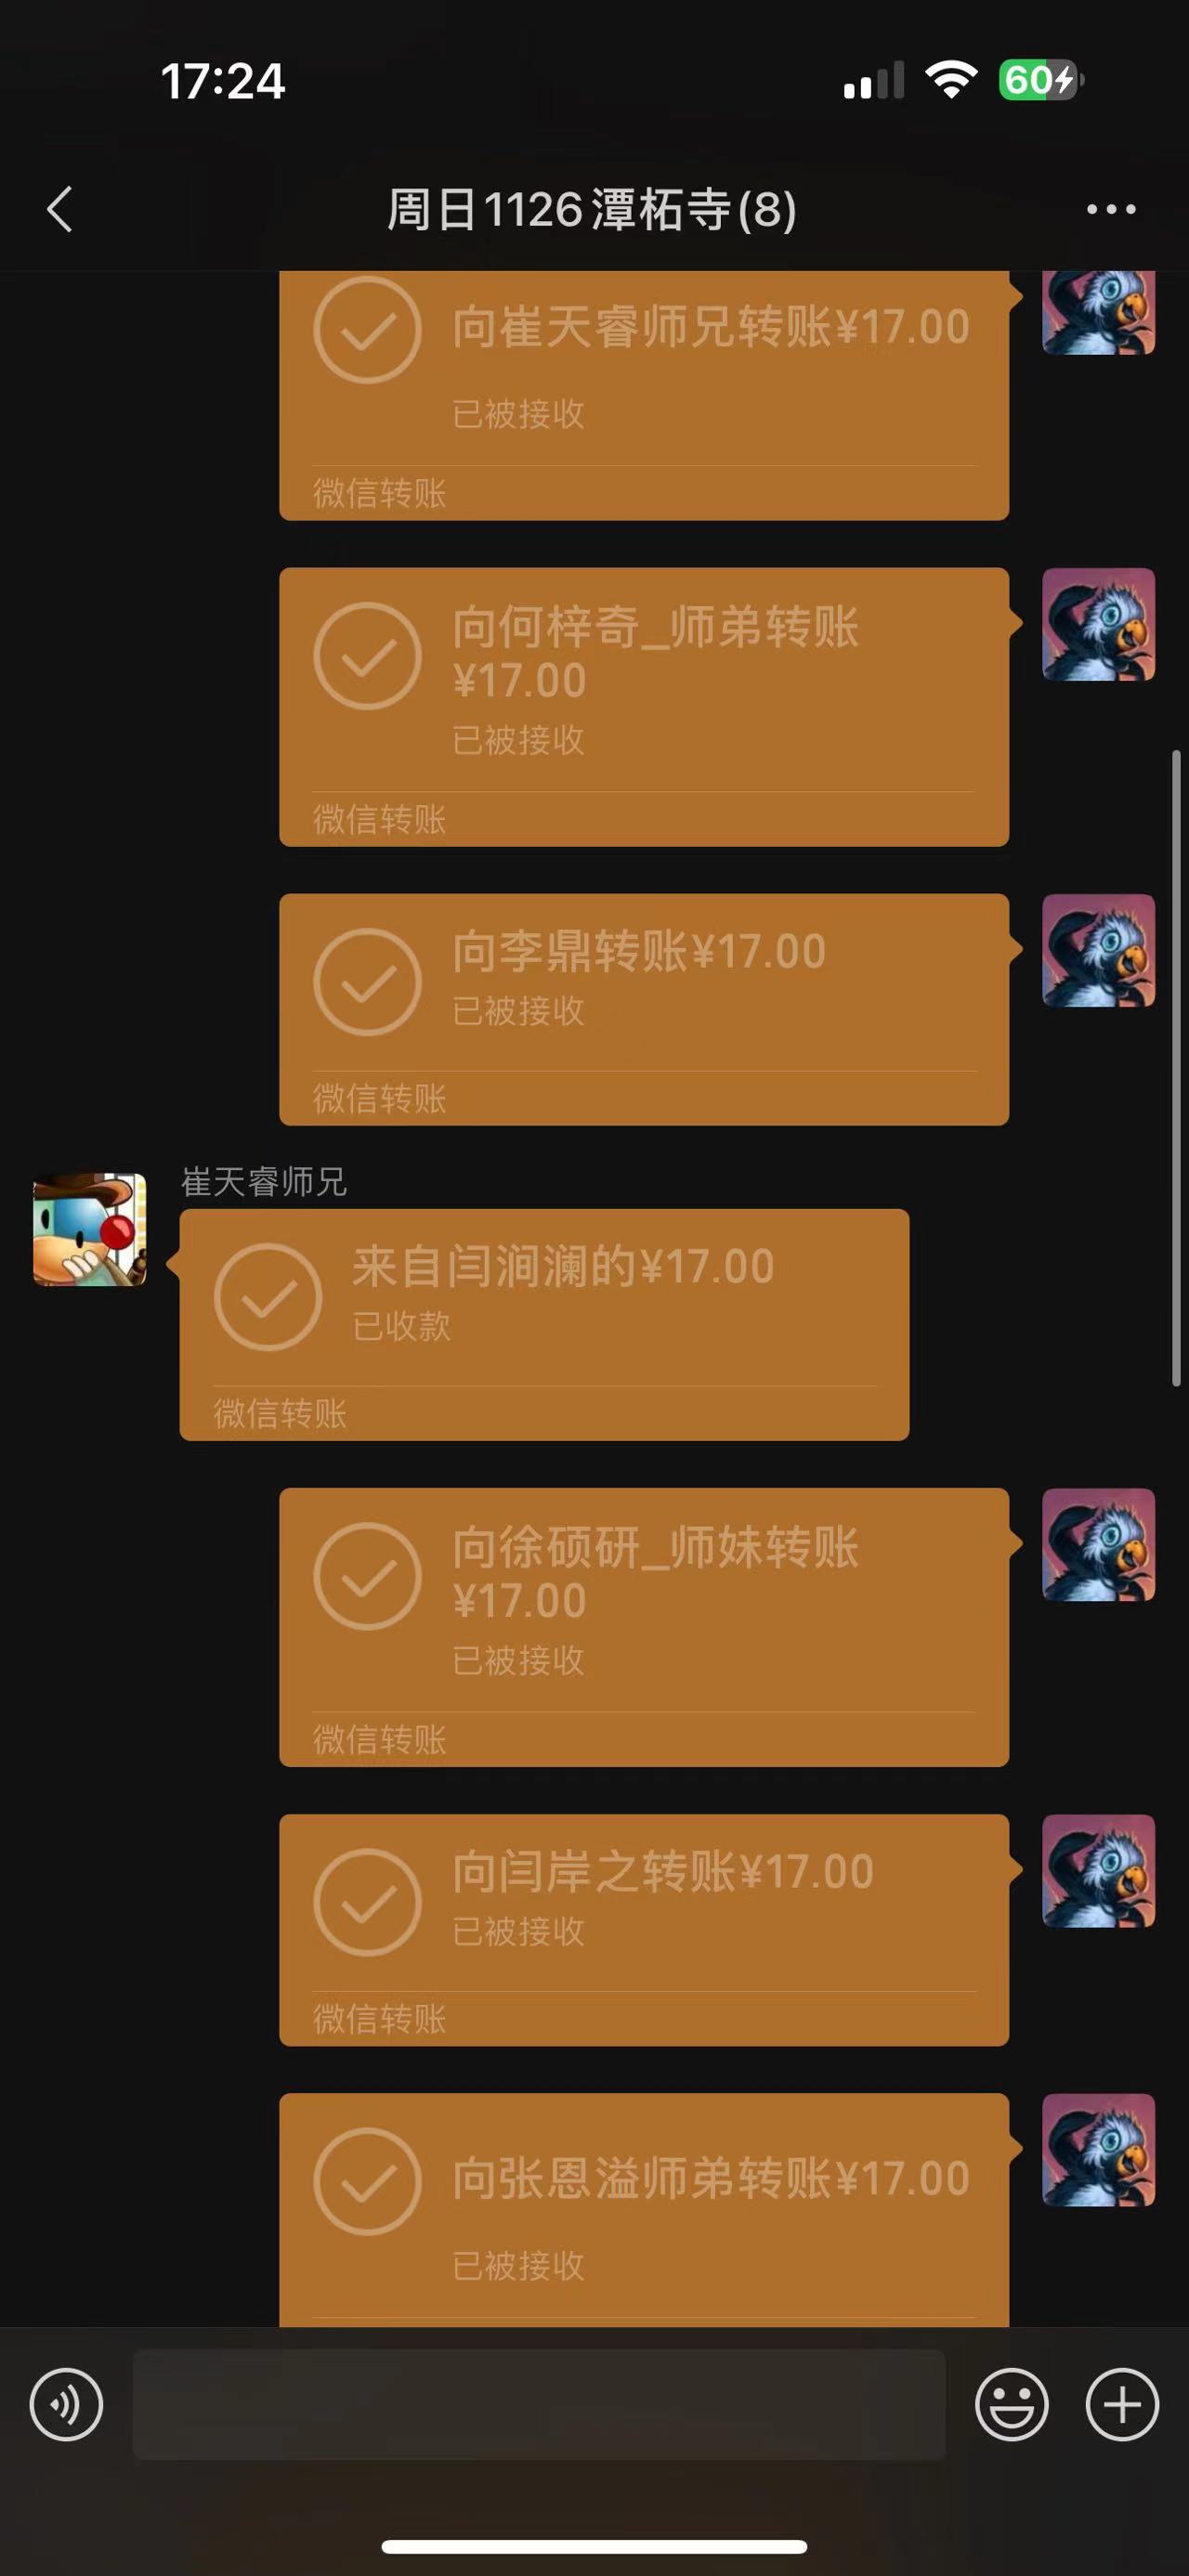 17:24
60
周日1126潭柘寺(8)
向崔天睿师兄转账¥17.00
已被接收
微信转账
向何梓奇_师弟转账
¥17.00
已被接收
微信转账
向李鼎转账¥17.00
已被接收
微信转账
崔天睿师兄
来自闫涧澜的¥17.00
已收款
微信转账
向徐硕研_师妹转账
¥17.00
已被接收
微信转账
向闫岸之转账¥17.00
已被接收
微信转账
向张恩溢师弟转账¥17.00
已被接收